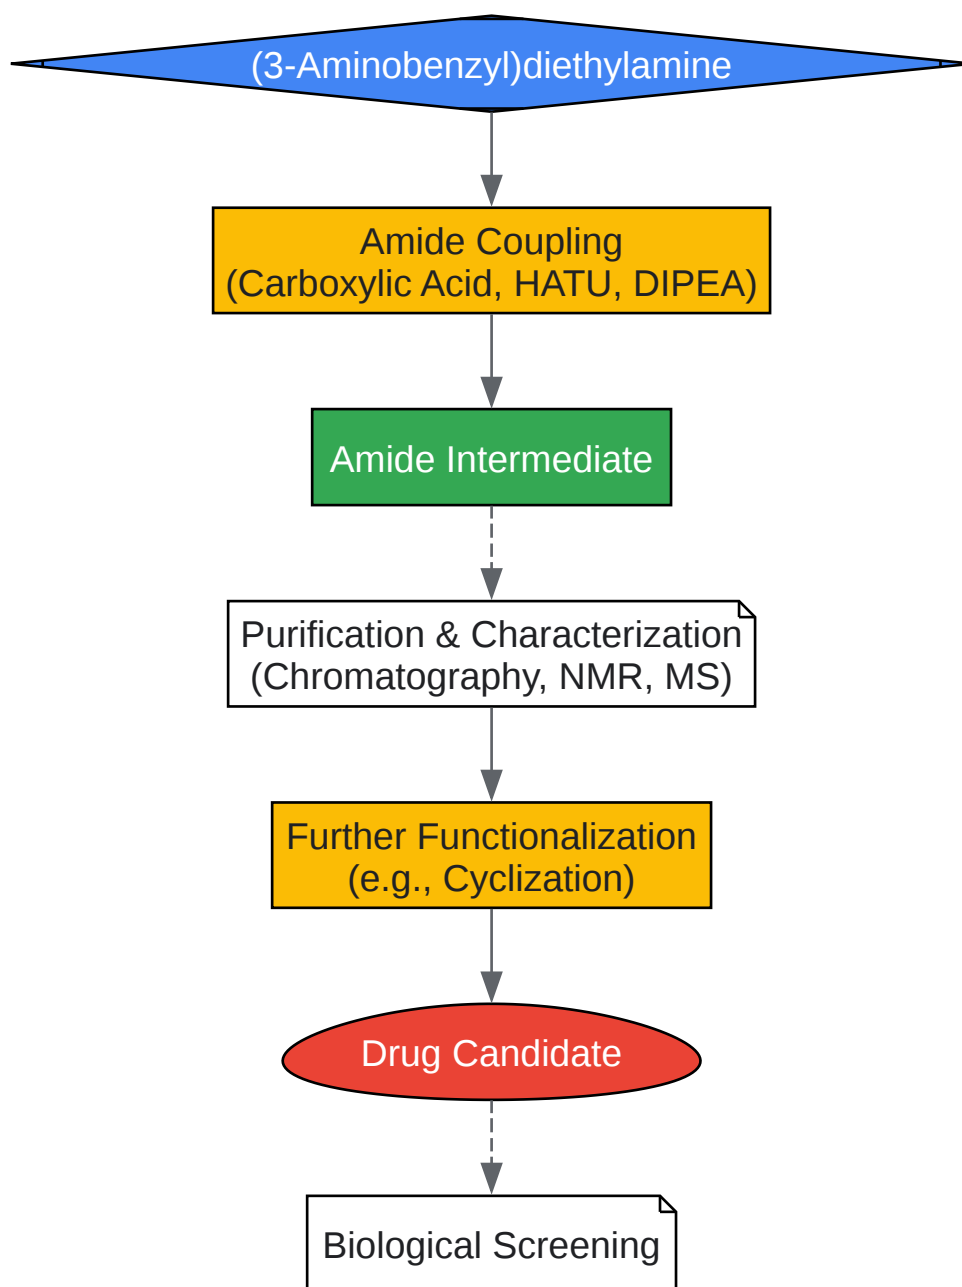 (3-Aminobenzyl)diethylamine
Amide Coupling
(Carboxylic Acid, HATU, DIPEA)
Amide Intermediate
Purification & Characterization
(Chromatography, NMR, MS)
Further Functionalization
(e.g., Cyclization)
Drug Candidate
Biological Screening